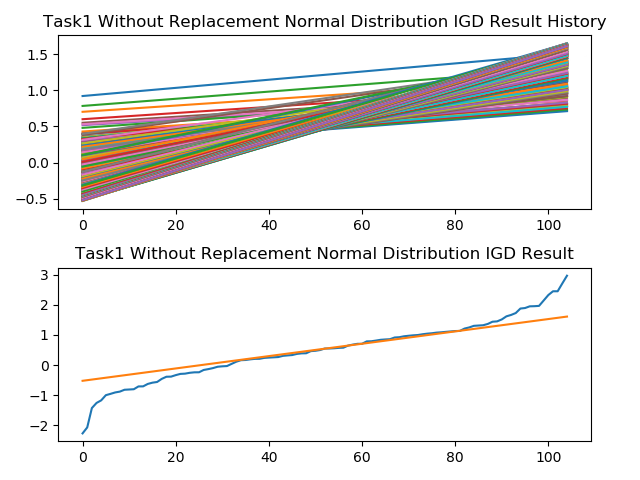 Task1 Without Replacement Normal Distribution IGD Result History
1.5
1.0
0.5
0.0
−0.5
0 20 40 60 80 100
Task1 Without Replacement Normal Distribution IGD Result
3
2
1
0
−1
−2
0 20 40 60 80 100